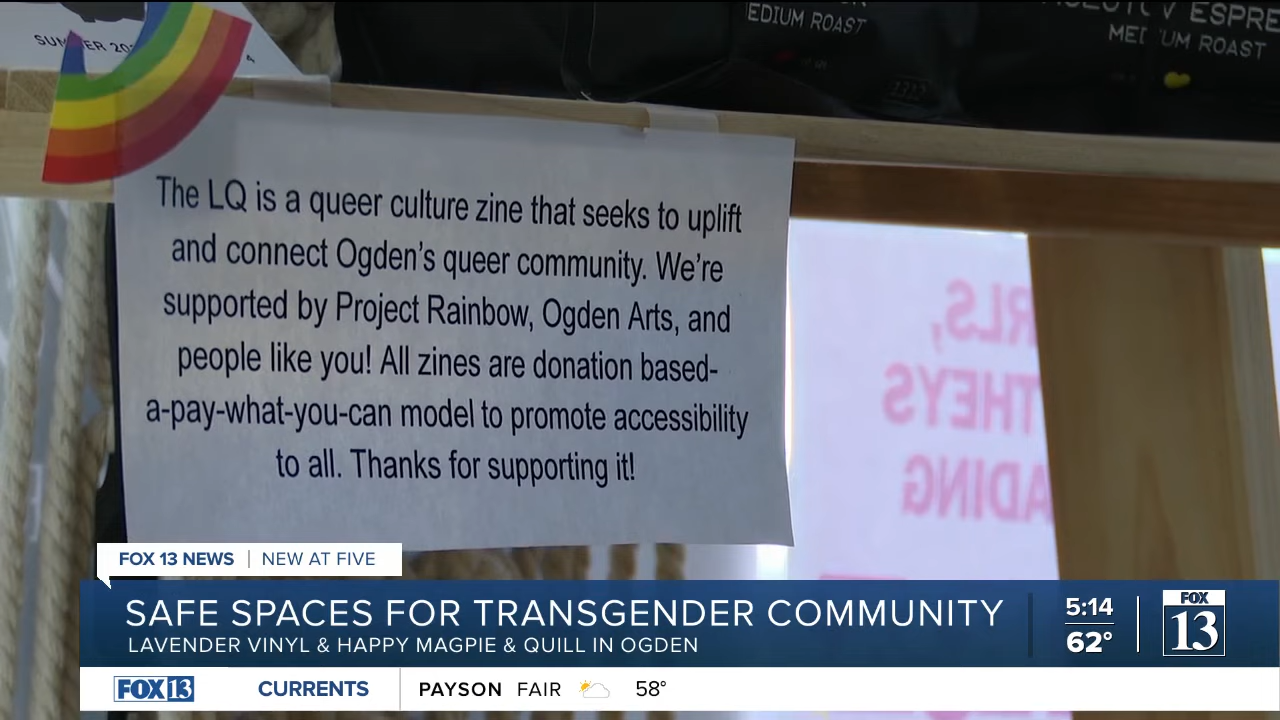 EDIUM ROAST
ESPRE
MEDIUM ROAST
The LQ is a queer culture zine that seeks to uplift
and connect Ogden's queer community. We're
supported by Project Rainbow, Ogden Arts, and
people like you! All zines are donation based-
a-pay-what-you-can model to promote accessibility
to all. Thanks for supporting it!
RLS,
THEYS
ADING
FOX 13 NEWS | NEW AT FIVE
SAFE SPACES FOR TRANSGENDER COMMUNITY
LAVENDER VINYL & HAPPY MAGPIE & QUILL IN OGDEN
5:14
62°
FOX
13
FOX 13 CURRENTS PAYSON FAIR 58°